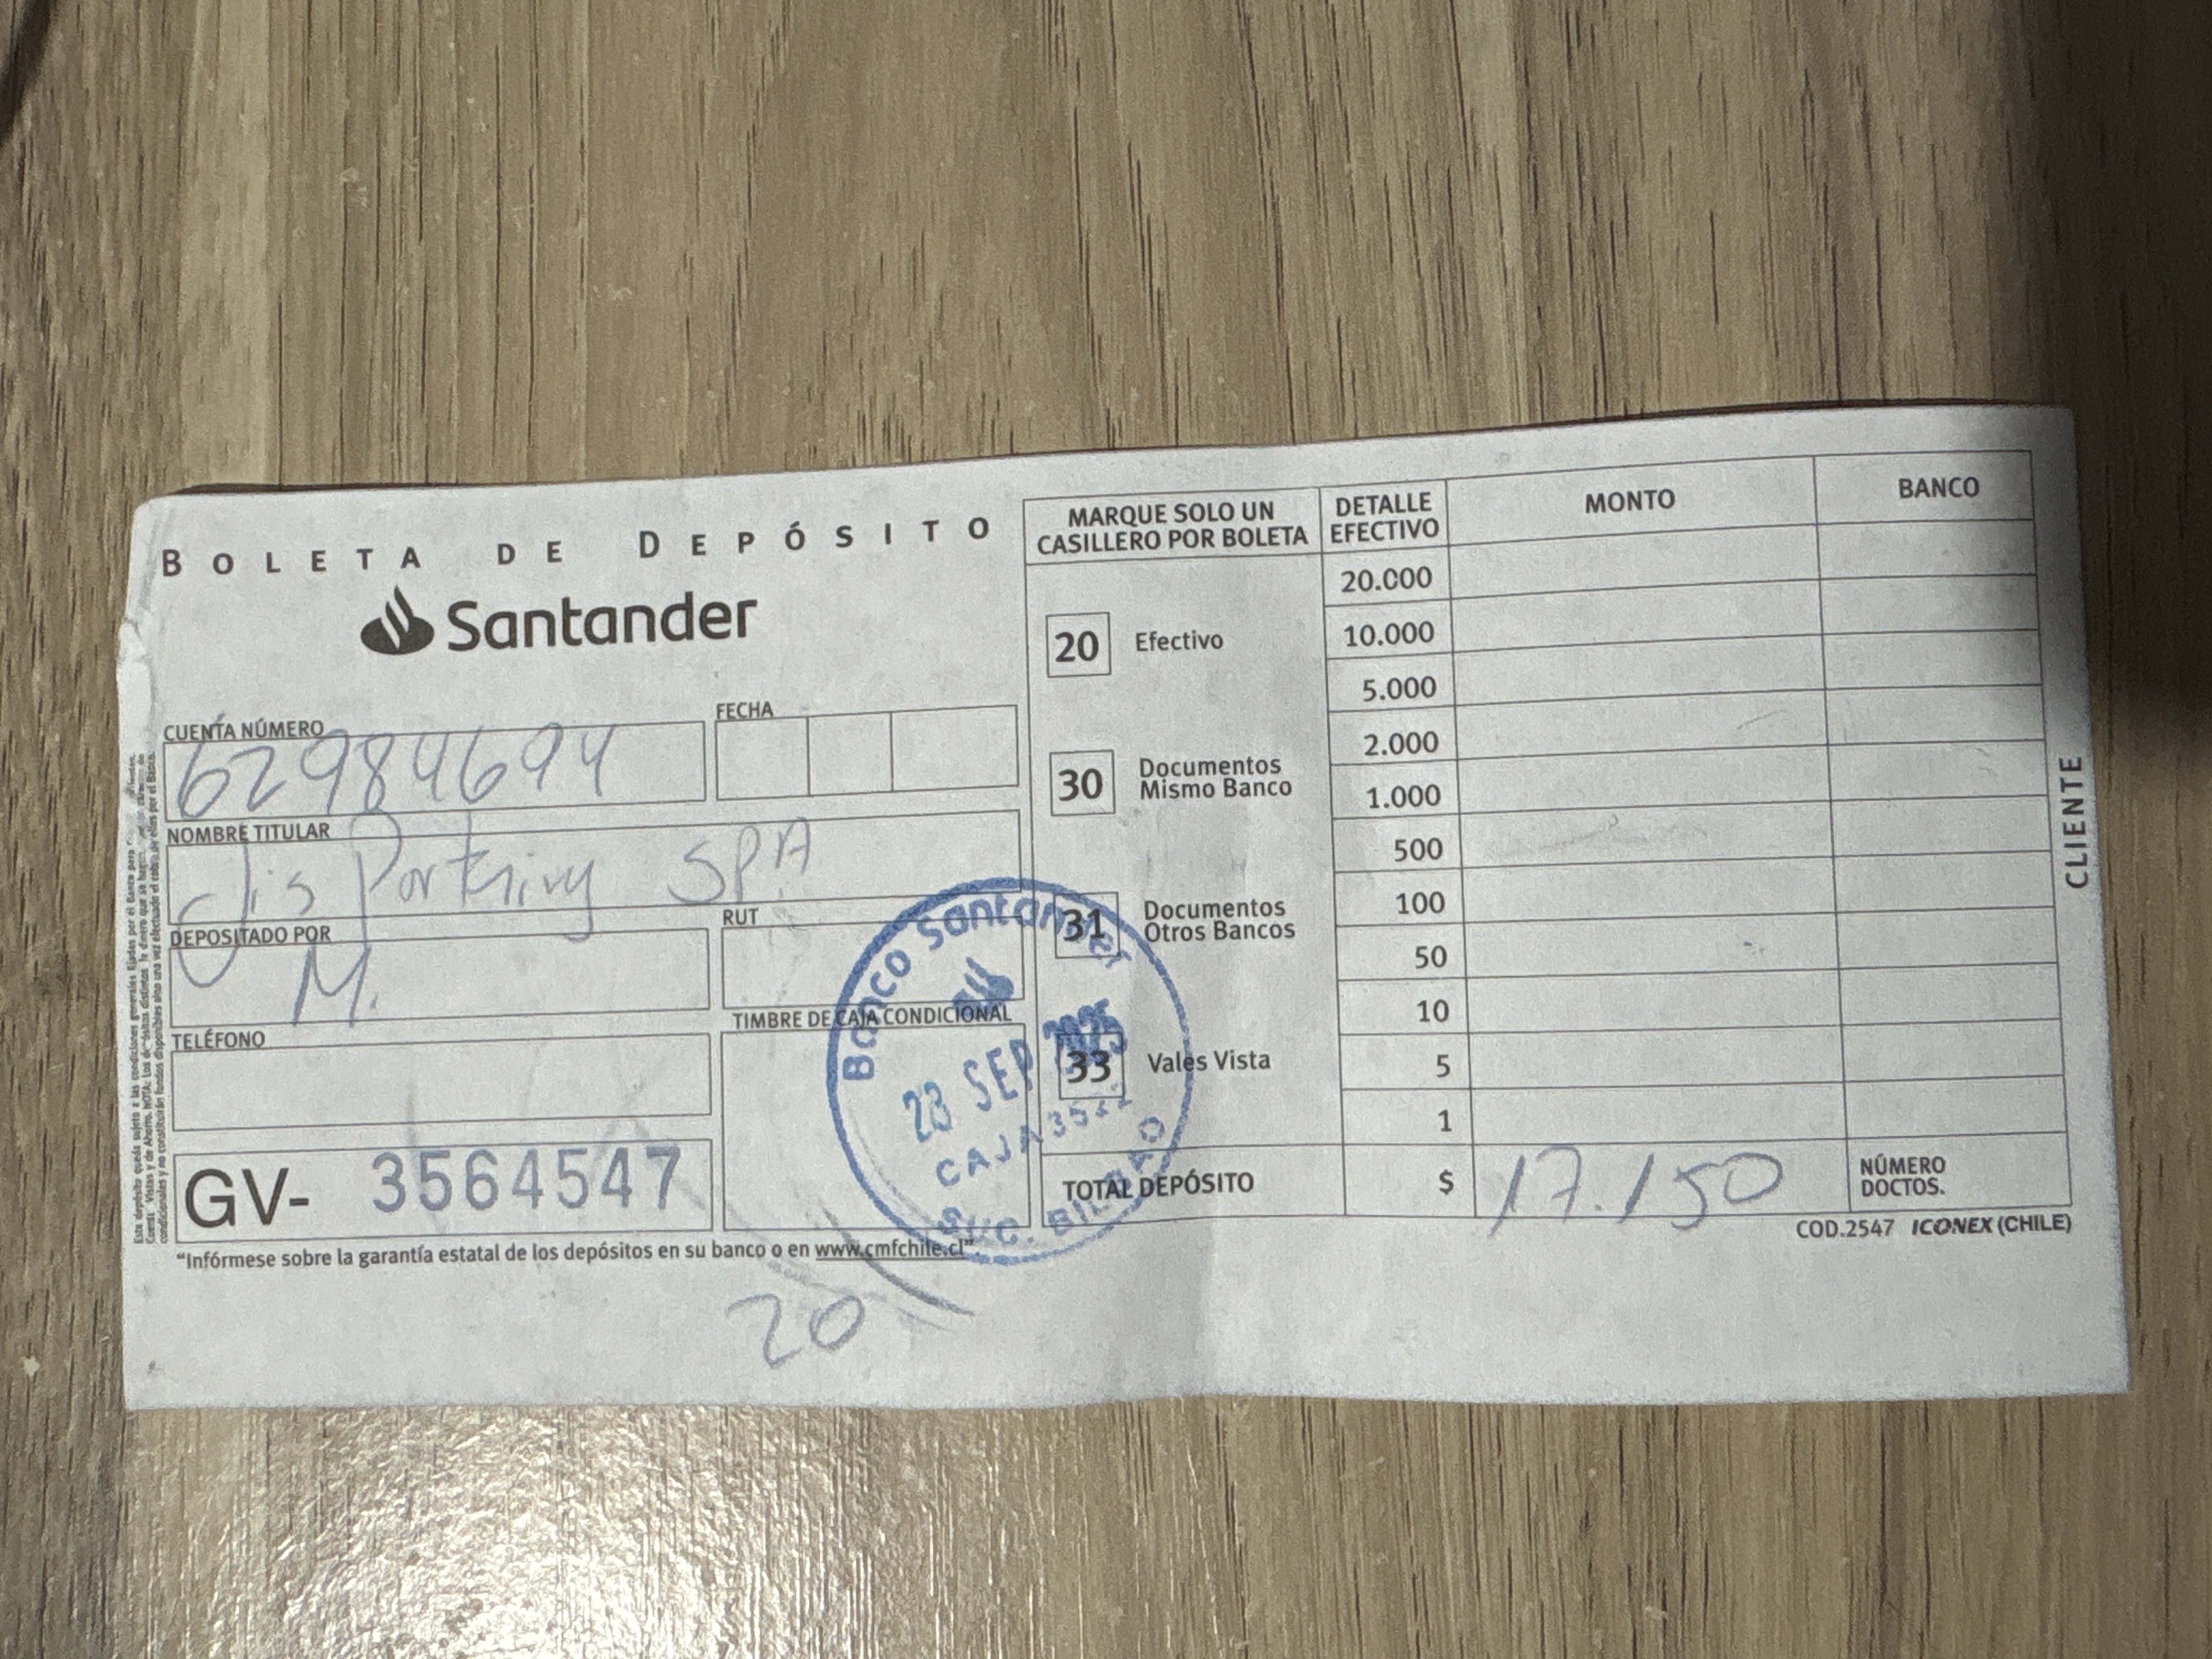 BOLETA DE DEPÓSITO
Santander
CUENTA NÚMERO
62984694
FECHA
NOMBRE TITULAR
Jis Parking SPA
DEPOSITADO POR
M.
RUT
TELÉFONO
TIMBRE DE CAJA CONDICIONAL
GV- 3564547
"Infórmese sobre la garantía estatal de los depósitos en su banco o en www.cmfchile.cl".
20
MARQUE SOLO UN
CASILLERO POR BOLETA
20 Efectivo
30 Documentos
Mismo Banco
31 Documentos
Otros Bancos
33 Vales Vista
DETALLE
EFECTIVO
MONTO
BANCO
20.000
10.000
5.000
2.000
1.000
500
100
50
10
5
1
TOTAL DEPÓSITO $ 17.150
NÚMERO
DOCTOS.
COD.2547 ICONEX (CHILE)
CLIENTE
Banco Santander
23 SEP 2025
CAJA
SUC. BILBAO